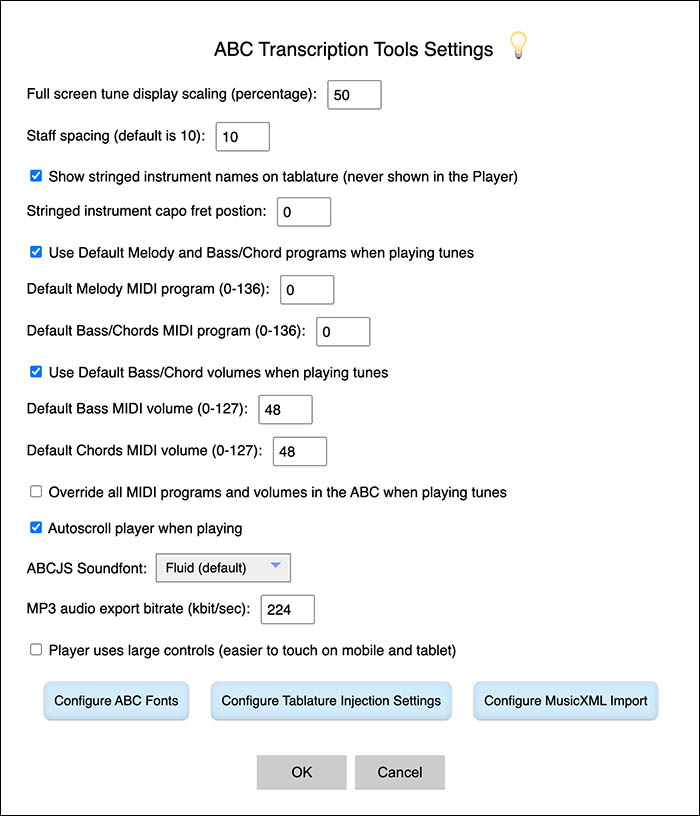 ABC Transcription Tools Settings
Full screen tune display scaling (percentage): 50
Staff spacing (default is 10): 10
Show stringed instrument names on tablature (never shown in the Player)
Stringed instrument capo fret postion: 0
Use Default Melody and Bass/Chord programs when playing tunes
Default Melody MIDI program (0-136): 0
Default Bass/Chords MIDI program (0-136): 0
Use Default Bass/Chord volumes when playing tunes
Default Bass MIDI volume (0-127): 48
Default Chords MIDI volume (0-127): 48
Override all MIDI programs and volumes in the ABC when playing tunes
Autoscroll player when playing
ABCJS Soundfont: Fluid (default)
MP3 audio export bitrate (kbit/sec): 224
Player uses large controls (easier to touch on mobile and tablet)
Configure ABC Fonts Configure Tablature Injection Settings Configure MusicXML Import
OK Cancel